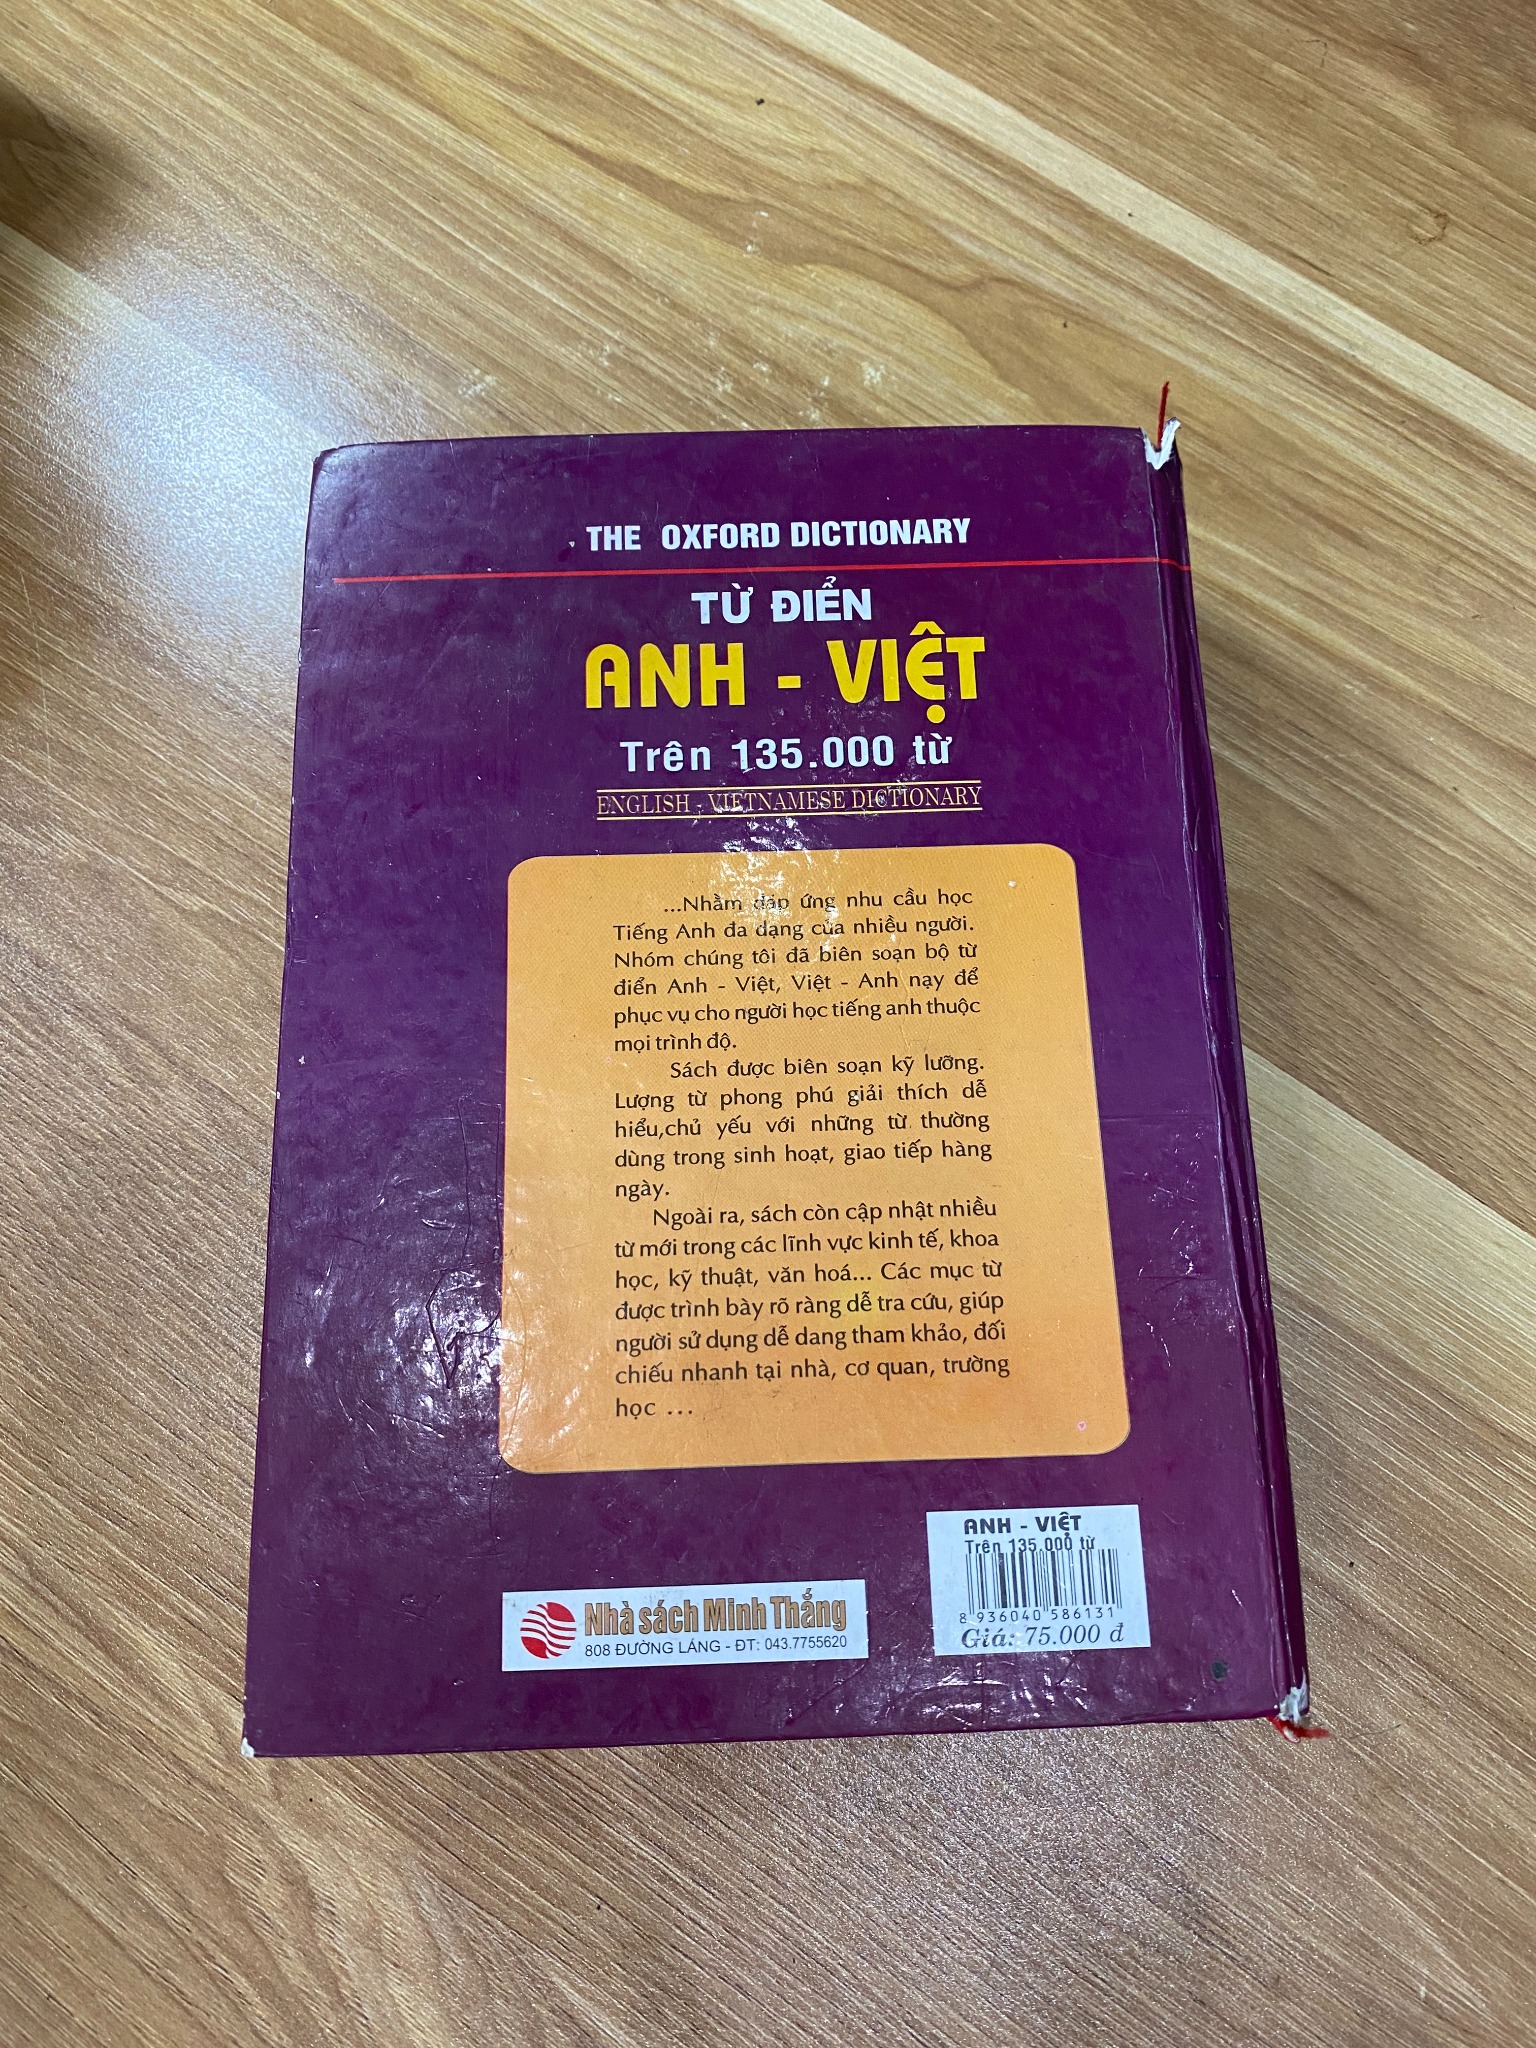 THE OXFORD DICTIONARY
TỪ ĐIỂN
ANH - VIỆT
Trên 135.000 từ
ENGLISH - VIETNAMESE DICTIONARY
...Nhằm đáp ứng nhu cầu học
Tiếng Anh đa dạng của nhiều người.
Nhóm chúng tôi đã biên soạn bộ từ
điển Anh - Việt, Việt - Anh nạy để
phục vụ cho người học tiếng anh thuộc
mọi trình độ.
Sách được biên soạn kỹ lưỡng.
Lượng từ phong phú giải thích dễ
hiểu,chủ yếu với những từ thường
dùng trong sinh hoạt, giao tiếp hàng
ngày.
Ngoài ra, sách còn cập nhật nhiều
từ mới trong các lĩnh vực kinh tế, khoa
học, kỹ thuật, văn hoá... Các mục từ
được trình bày rõ ràng dễ tra cứu, giúp
người sử dụng dễ dang tham khảo, đối
chiếu nhanh tại nhà, cơ quan, trường
học ...
ANH - VIỆT
Trên 135.000 từ
8 936040 586131
Giá: 75.000 đ
Nhà sách Minh Thắng
808 ĐƯỜNG LÁNG - ĐT: 043.7755620